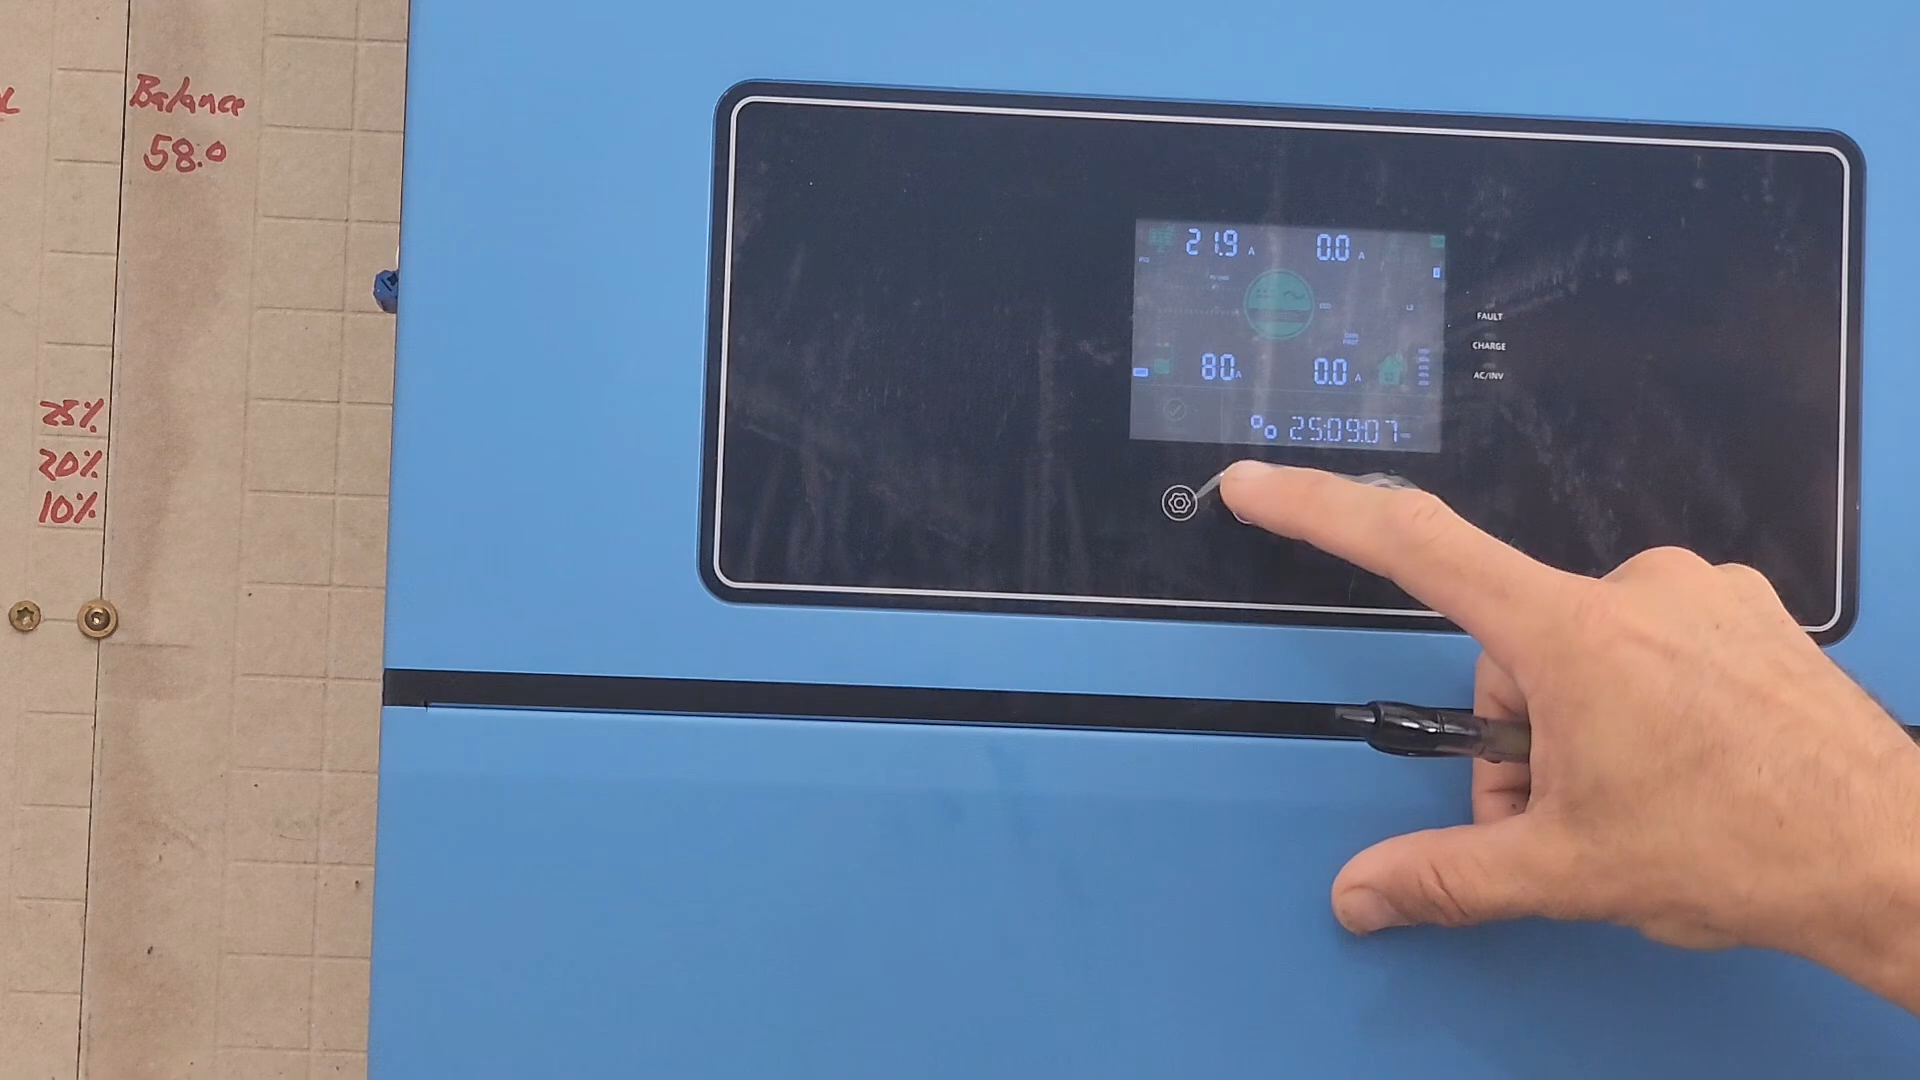 Balance
58.0
25%
20%
10%
21.9 A
0.0 A
80A
0.0 A
25:09:07
FAULT
CHARGE
AC/INV